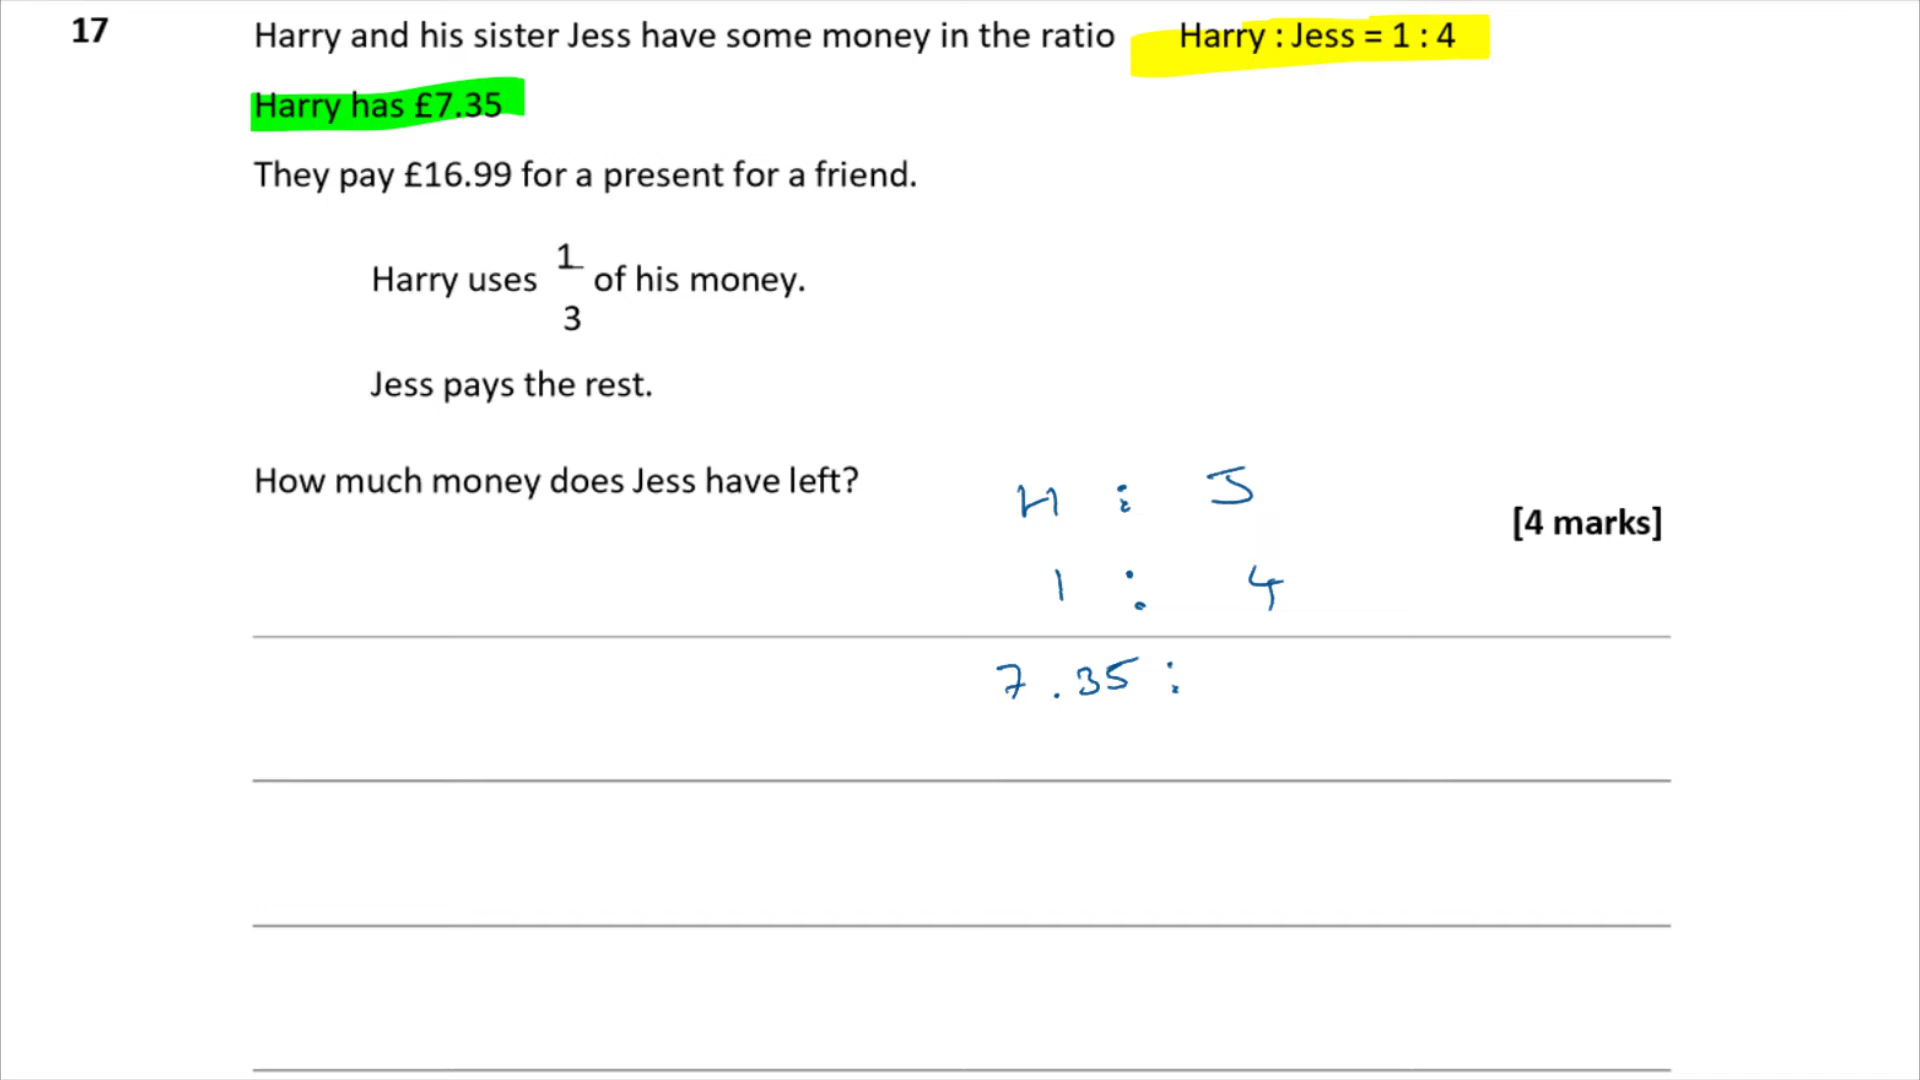 17 Harry and his sister Jess have some money in the ratio Harry : Jess = 1 : 4
Harry has £7.35
They pay £16.99 for a present for a friend.
Harry uses 1/3 of his money.
Jess pays the rest.
How much money does Jess have left?
H : J
[4 marks]
1 : 4
7.35 :